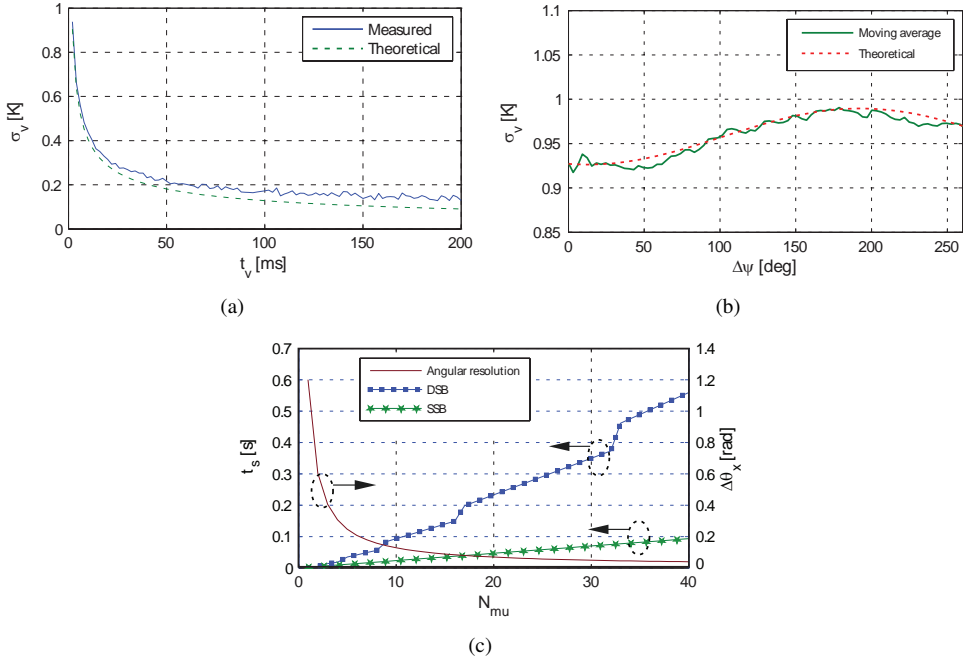 1
0.8
0.6
0.4
0.2
0
0
50
100
150
200
σv [K]
tv [ms]
Measured
Theoretical
(a)
1.1
1.05
1
0.95
0.9
0.85
0
50
100
150
200
250
σv [K]
Δψ [deg]
Moving average
Theoretical
(b)
0.7
0.6
0.5
0.4
0.3
0.2
0.1
0
0
10
20
30
40
1.4
1.2
1
0.8
0.6
0.4
0.2
0
ts [s]
Δθx [rad]
Nmu
Angular resolution
DSB
SSB
(c)